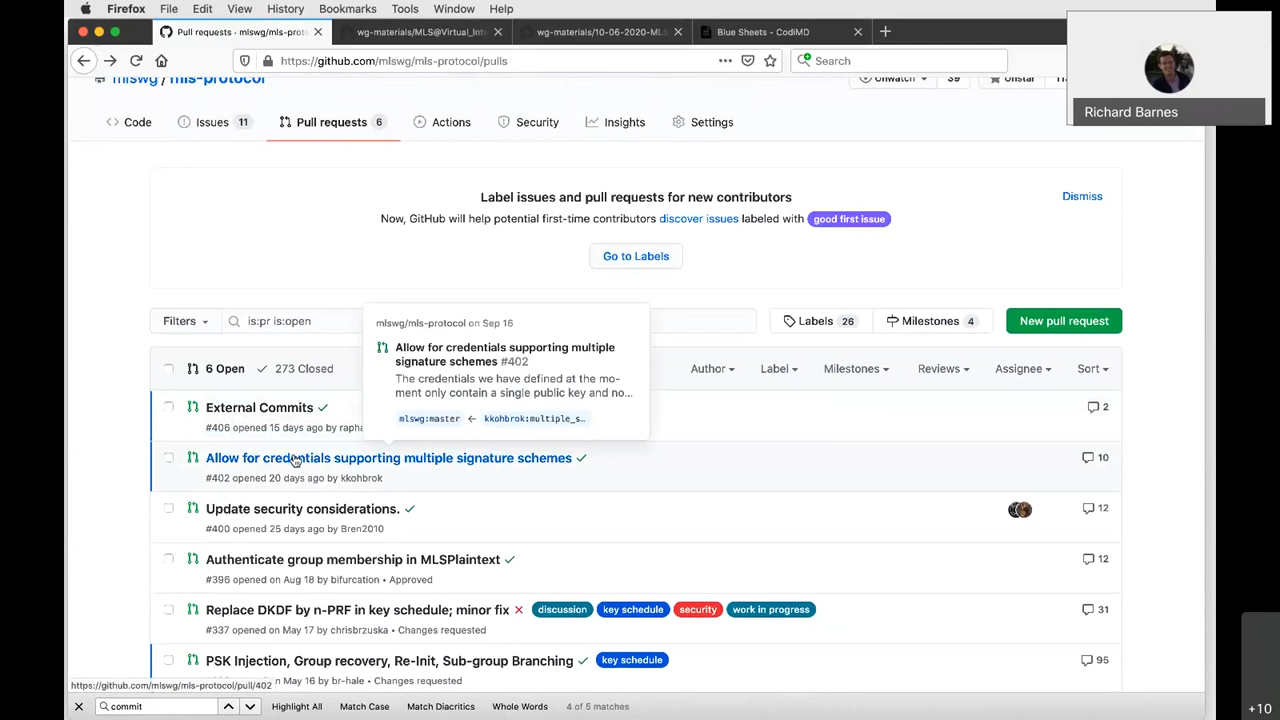 Firefox File Edit View History Bookmarks Tools Window Help
Pull requests · mlswg/mls-proto
wg-materials/MLS@Virtual_Inte
wg-materials/10-06-2020-MLS
Blue Sheets - CodiMD
https://github.com/mlswg/mls-protocol/pulls
Search
mlswg / mls-protocol
Unwatch 39 Unstar
Code Issues 11 Pull requests 6 Actions Security Insights Settings
Richard Barnes
Label issues and pull requests for new contributors
Dismiss
Now, GitHub will help potential first-time contributors discover issues labeled with good first issue
Go to Labels
Filters is:pr is:open Labels 26 Milestones 4 New pull request
mlswg/mls-protocol on Sep 16
Allow for credentials supporting multiple
signature schemes #402
The credentials we have defined at the mo-
ment only contain a single public key and no...
mlswg:master ← kkohbrok:multiple_s...
6 Open 273 Closed Author Label Milestones Reviews Assignee Sort
External Commits 2
#406 opened 15 days ago by rapha
Allow for credentials supporting multiple signature schemes 10
#402 opened 20 days ago by kkohbrok
Update security considerations. 12
#400 opened 25 days ago by Bren2010
Authenticate group membership in MLSPlaintext 12
#396 opened on Aug 18 by bifurcation • Approved
Replace DKDF by n-PRF in key schedule; minor fix discussion key schedule security work in progress 31
#337 opened on May 17 by chrisbrzuska • Changes requested
PSK Injection, Group recovery, Re-Init, Sub-group Branching key schedule 95
on May 16 by br-hale • Changes requested
https://github.com/mlswg/mls-protocol/pull/402
commit Highlight All Match Case Match Diacritics Whole Words 4 of 5 matches
+10